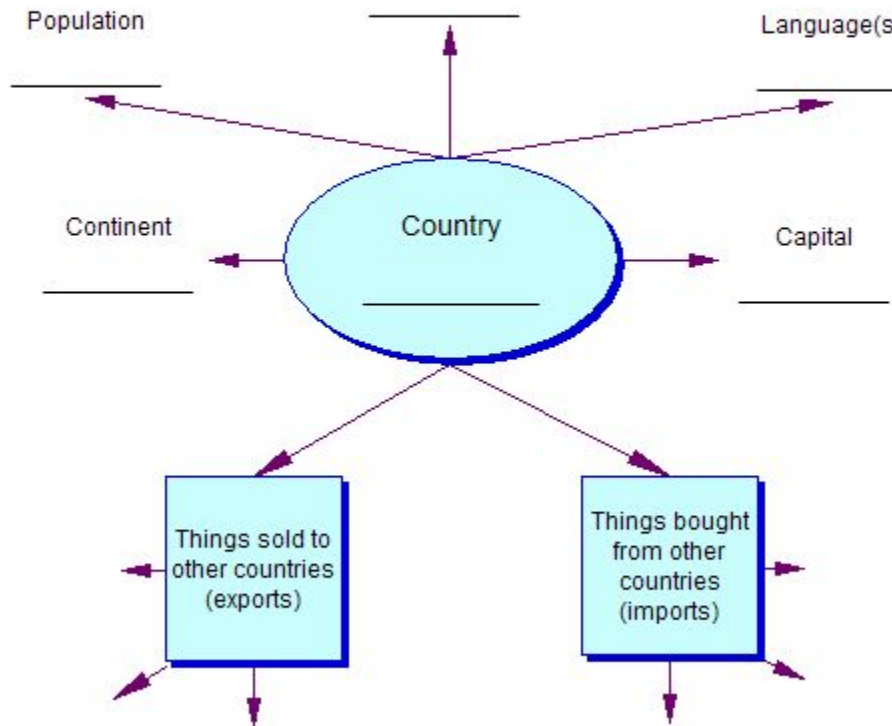 Population
Language(s
Continent
Country
Capital
Things sold to
other countries
(exports)
Things bought
from other
countries
(imports)